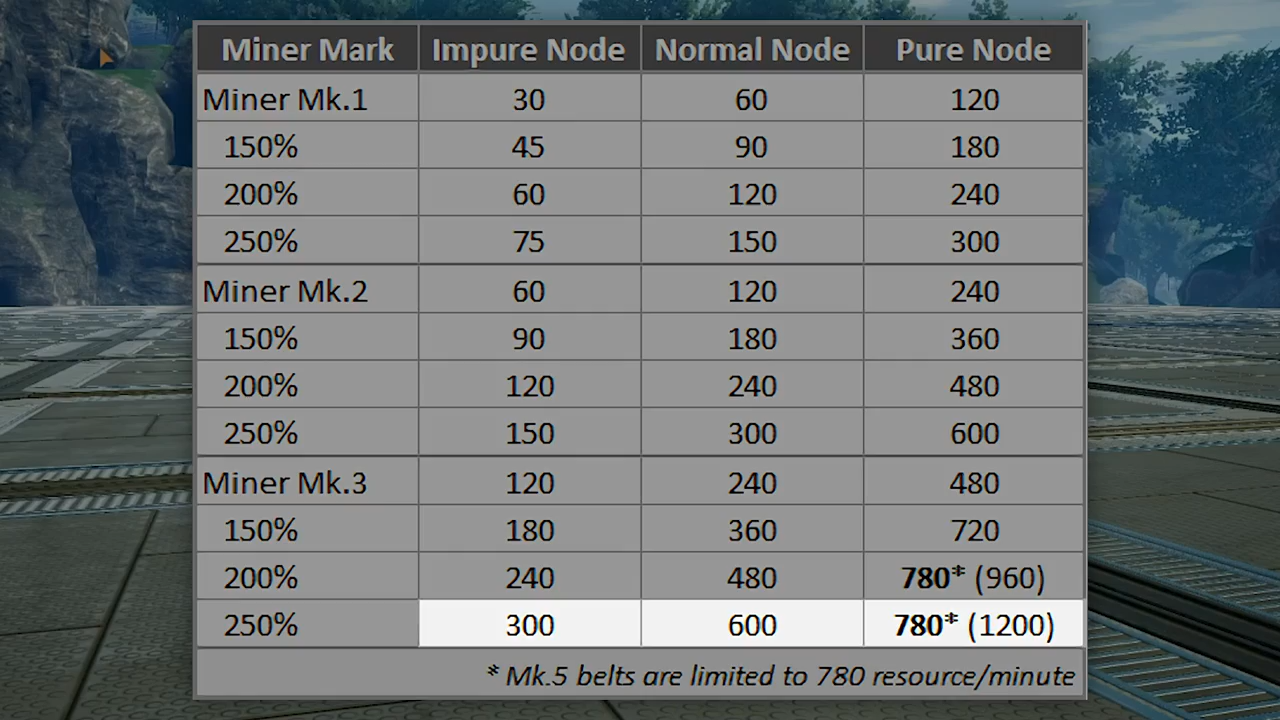 Miner Mark Impure Node Normal Node Pure Node
Miner Mk.1 30 60 120
150% 45 90 180
200% 60 120 240
250% 75 150 300
Miner Mk.2 60 120 240
150% 90 180 360
200% 120 240 480
250% 150 300 600
Miner Mk.3 120 240 480
150% 180 360 720
200% 240 480 780* (960)
250% 300 600 780* (1200)
* Mk.5 belts are limited to 780 resource/minute